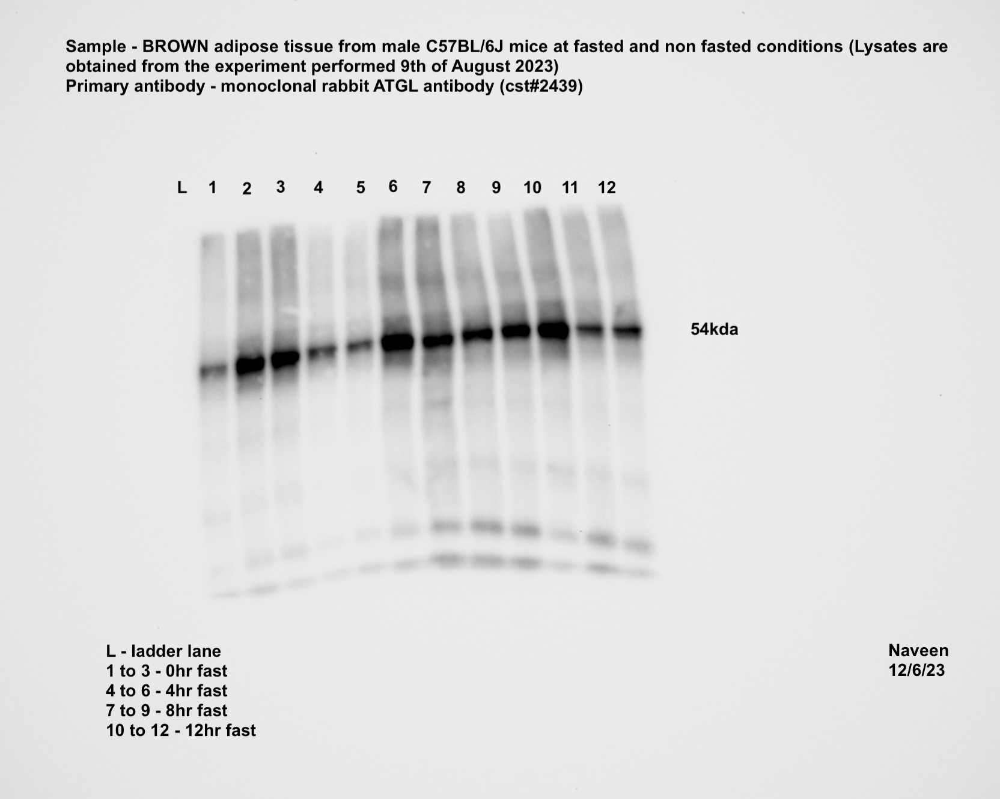 Sample - BROWN adipose tissue from male C57BL/6J mice at fasted and non fasted conditions (Lysates are
obtained from the experiment performed 9th of August 2023)
Primary antibody - monoclonal rabbit ATGL antibody (cst#2439)
L 1 2 3 4 5 6 7 8 9 10 11 12
54kda
L - ladder lane
1 to 3 - 0hr fast
4 to 6 - 4hr fast
7 to 9 - 8hr fast
10 to 12 - 12hr fast
Naveen
12/6/23